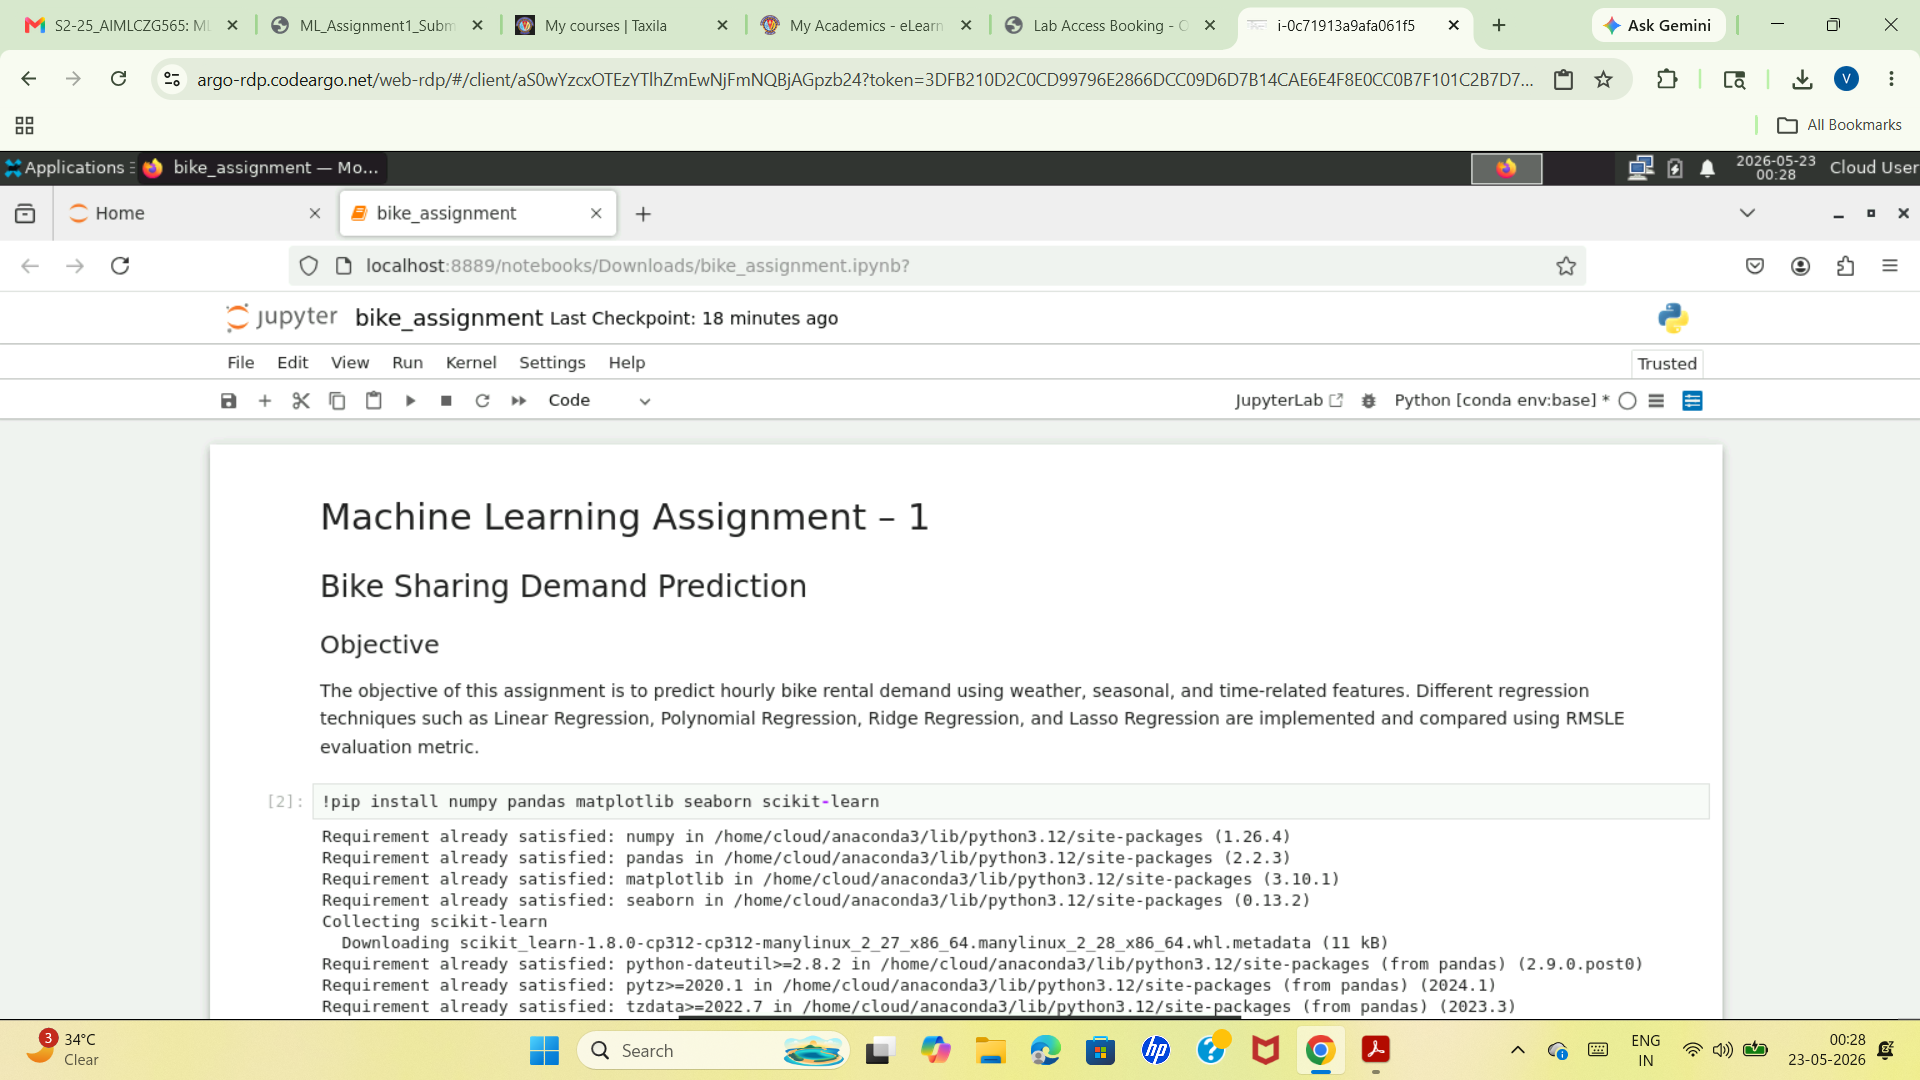 S2-25_AIMLCZG565: ML
ML_Assignment1_Subm
My courses | Taxila
My Academics - eLearn
Lab Access Booking - O
i-0c71913a9afa061f5
Ask Gemini
argo-rdp.codeargo.net/web-rdp/#/client/aS0wYzcxOTEzYTlhZmEwNjFmNQBjAGpzb24?token=3DFB210D2C0CD99796E2866DCC09D6D7B14CAE6E4F8E0CC0B7F101C2B7D7...
V
All Bookmarks
Applications
bike_assignment — Mo...
2026-05-23
00:28
Cloud User
Home
bike_assignment
localhost:8889/notebooks/Downloads/bike_assignment.ipynb?
jupyter bike_assignment Last Checkpoint: 18 minutes ago
File Edit View Run Kernel Settings Help
Trusted
Code
JupyterLab
Python [conda env:base] *
Machine Learning Assignment – 1
Bike Sharing Demand Prediction
Objective
The objective of this assignment is to predict hourly bike rental demand using weather, seasonal, and time-related features. Different regression
techniques such as Linear Regression, Polynomial Regression, Ridge Regression, and Lasso Regression are implemented and compared using RMSLE
evaluation metric.
[2]: !pip install numpy pandas matplotlib seaborn scikit-learn
Requirement already satisfied: numpy in /home/cloud/anaconda3/lib/python3.12/site-packages (1.26.4)
Requirement already satisfied: pandas in /home/cloud/anaconda3/lib/python3.12/site-packages (2.2.3)
Requirement already satisfied: matplotlib in /home/cloud/anaconda3/lib/python3.12/site-packages (3.10.1)
Requirement already satisfied: seaborn in /home/cloud/anaconda3/lib/python3.12/site-packages (0.13.2)
Collecting scikit-learn
Downloading scikit_learn-1.8.0-cp312-cp312-manylinux_2_27_x86_64.manylinux_2_28_x86_64.whl.metadata (11 kB)
Requirement already satisfied: python-dateutil>=2.8.2 in /home/cloud/anaconda3/lib/python3.12/site-packages (from pandas) (2.9.0.post0)
Requirement already satisfied: pytz>=2020.1 in /home/cloud/anaconda3/lib/python3.12/site-packages (from pandas) (2024.1)
Requirement already satisfied: tzdata>=2022.7 in /home/cloud/anaconda3/lib/python3.12/site-packages (from pandas) (2023.3)
3
34°C
Clear
Search
hp
ENG
IN
00:28
23-05-2026